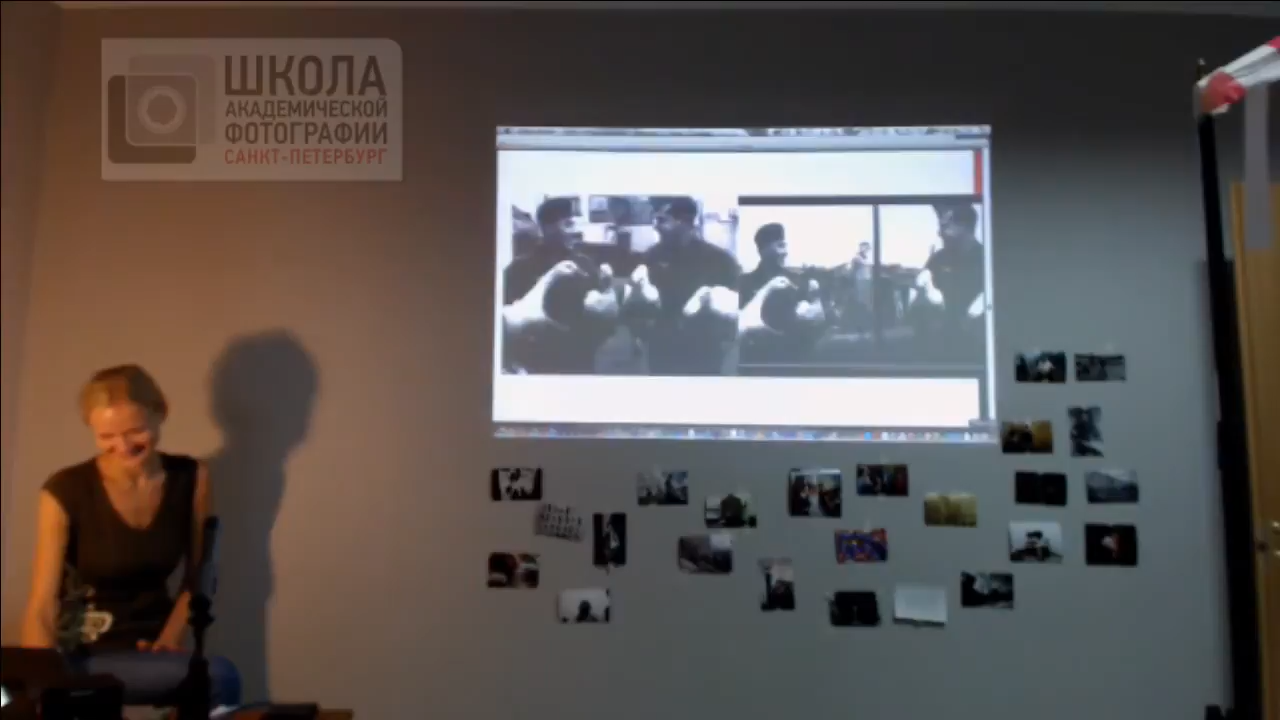 ШКОЛА
АКАДЕМИЧЕСКОЙ
ФОТОГРАФИИ
САНКТ-ПЕТЕРБУРГ